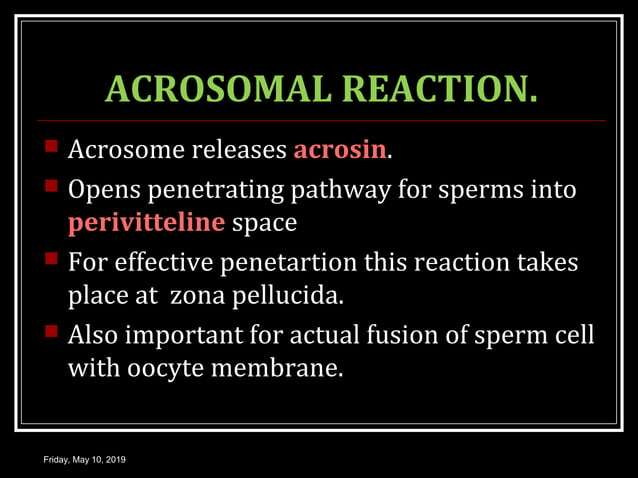 ACROSOMAL REACTION.
Acrosome releases acrosin.
Opens penetrating pathway for sperms into
perivitteline space
For effective penetartion this reaction takes
place at zona pellucida.
Also important for actual fusion of sperm cell
with oocyte membrane.
Friday, May 10, 2019